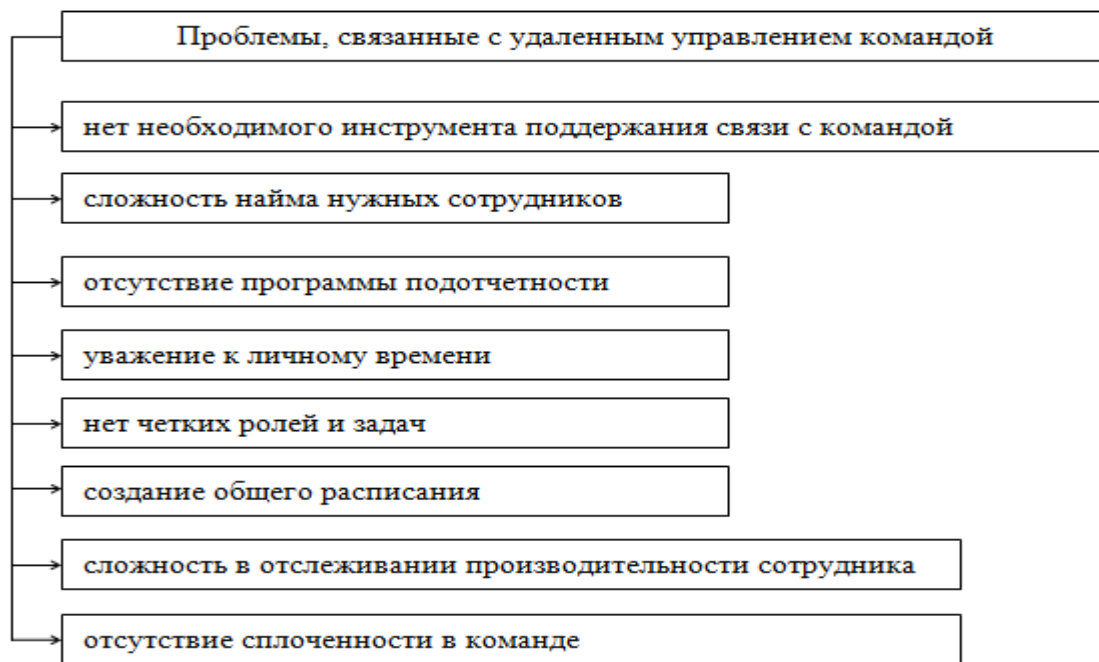 Проблемы, связанные с удаленным управлением командой
нет необходимого инструмента поддержания связи с командой
сложность найма нужных сотрудников
отсутствие программы подотчетности
уважение к личному времени
нет четких ролей и задач
создание общего расписания
сложность в отслеживании производительности сотрудника
отсутствие сплоченности в команде